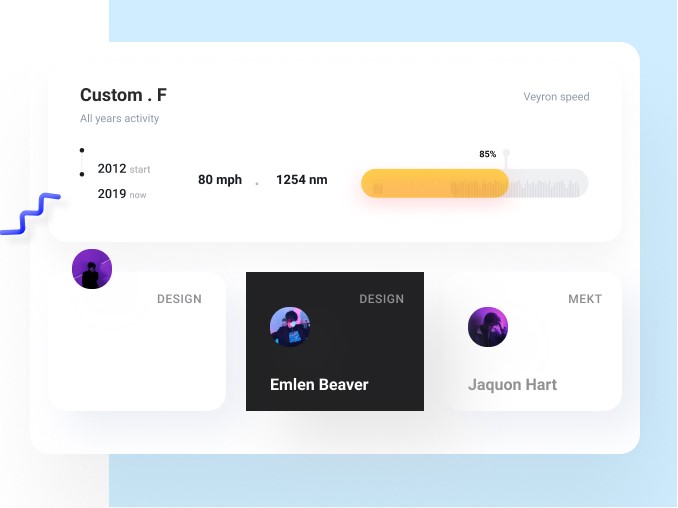 Custom . F
Veyron speed
All years activity
85%
2012 start
80 mph . 1254 nm
2019 now
DESIGN
DESIGN
MEKT
Emlen Beaver
Jaquon Hart